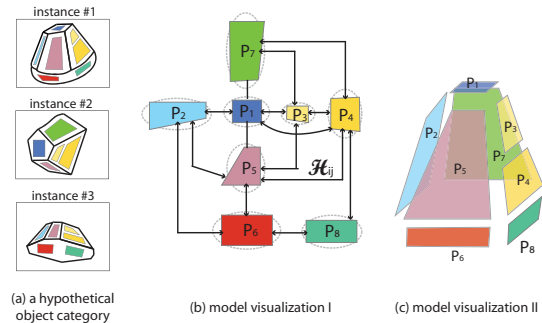 instance #1
instance #2
instance #3
(a) a hypothetical
object category
P7
P2
P1
P3
P4
P5
ℋij
P6
P8
(b) model visualization I
P1
P2
P3
P7
P5
P4
P6
P8
(c) model visualization II